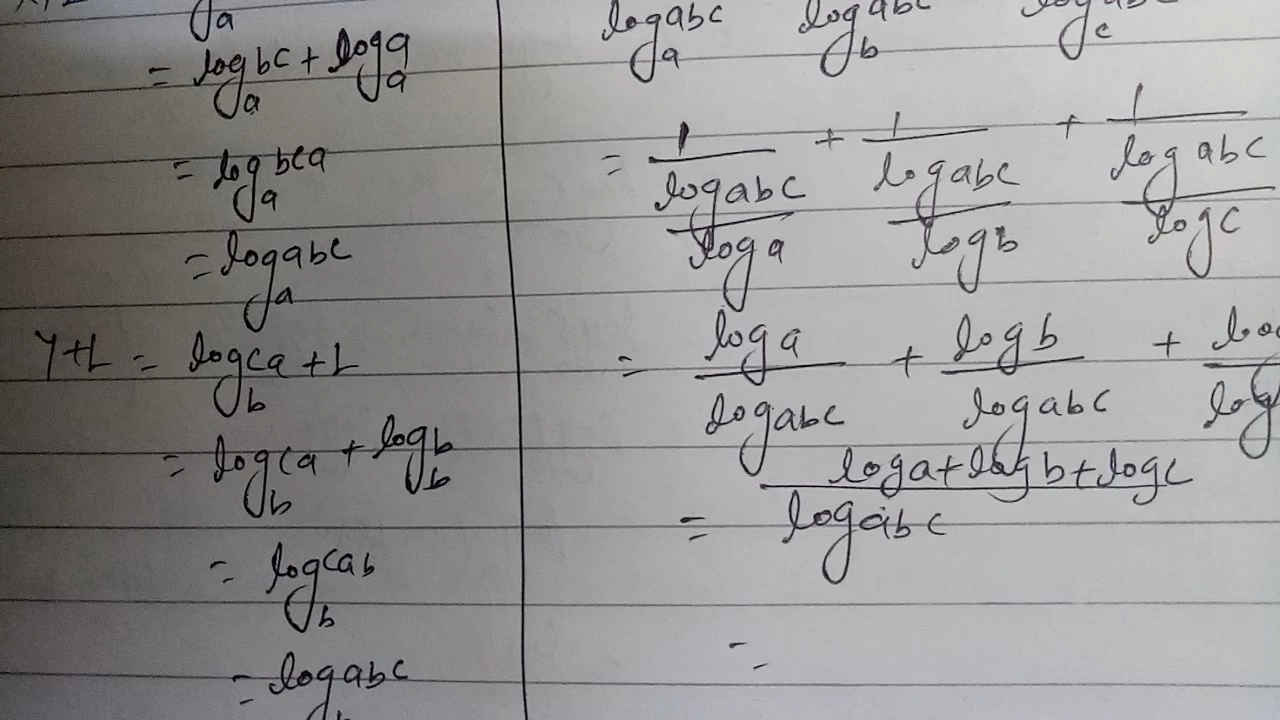 a
= log_a bc + log_a a
= log_a bca
= log_a abc
Y+1 = log_b ca + 1
= log_b ca + log_b b
= log_b cab
= log abc
log_a abc log_b abc log_c abc
= 1/(log abc/log a) + 1/(log abc/log b) + 1/(log abc/log c)
= log a/log abc + log b/log abc +
= (log a + log b + log c)/log abc
=